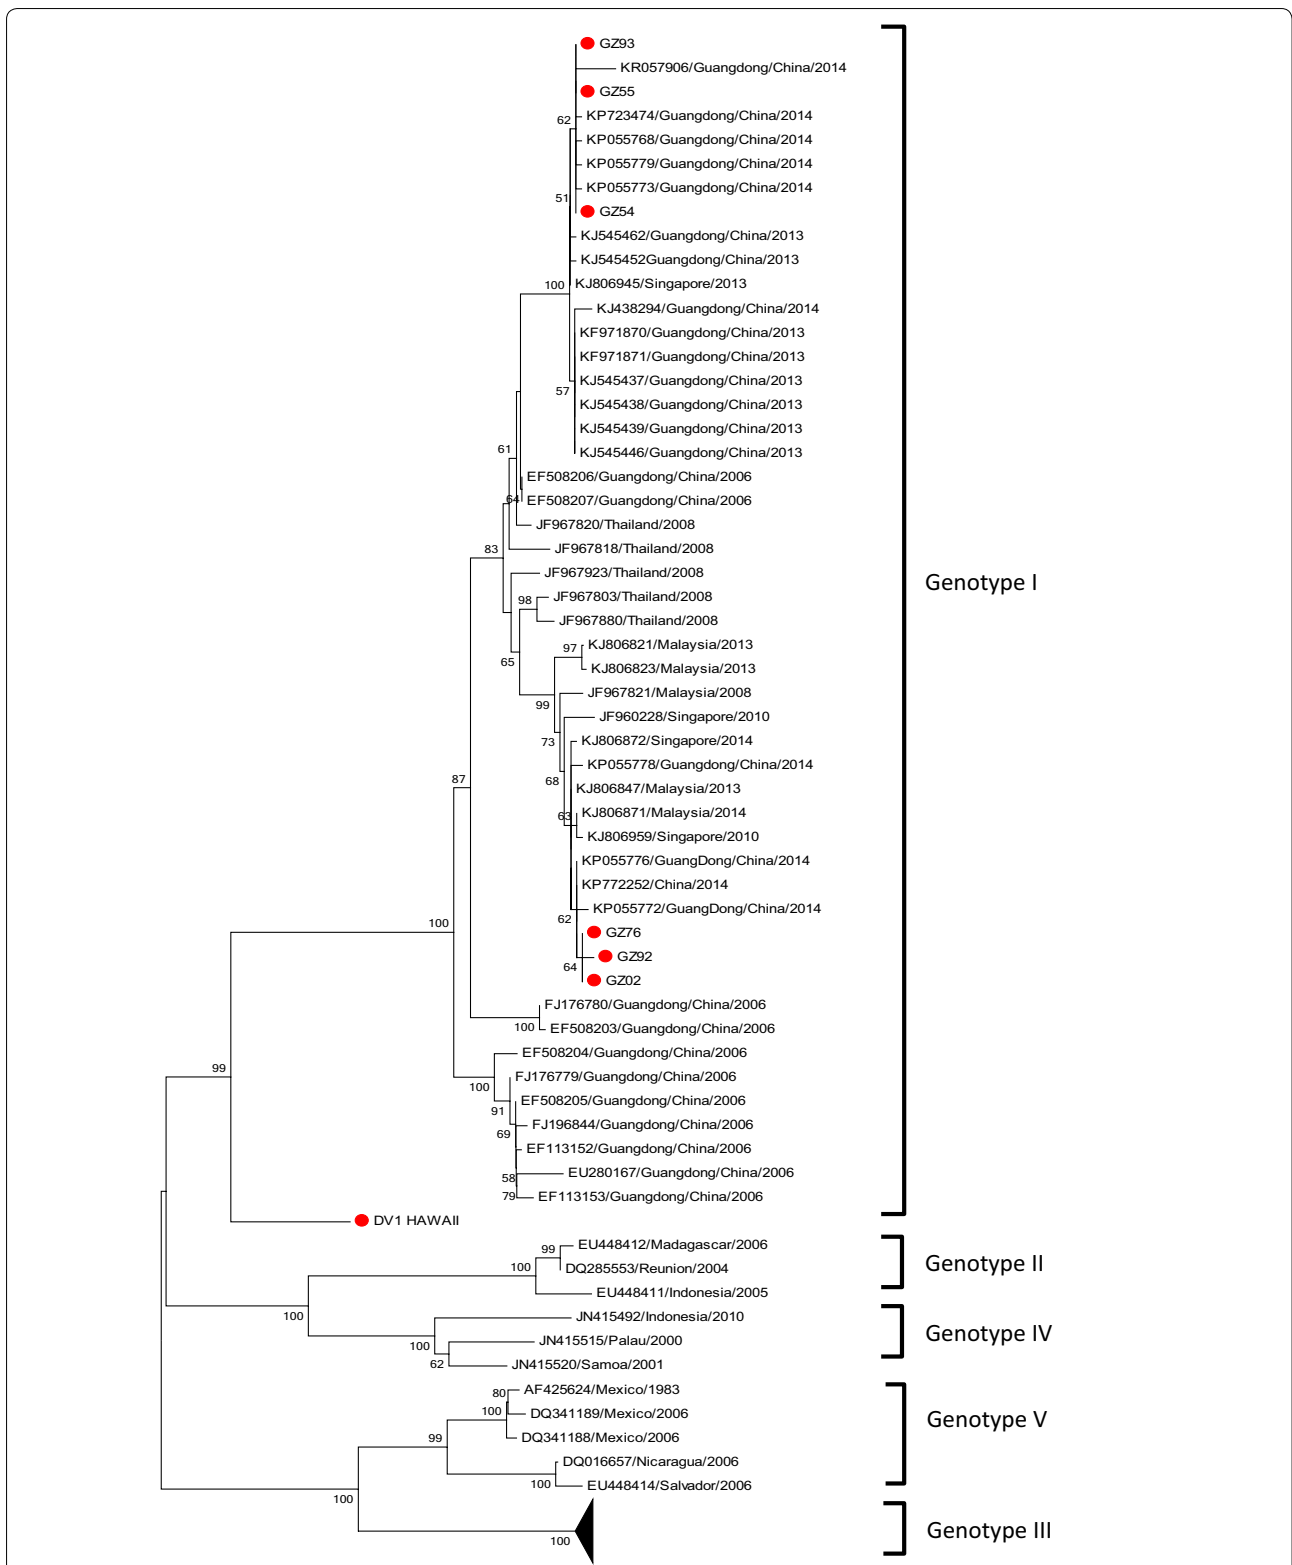 GZ93
KR057906/Guangdong/China/2014
GZ55
KP723474/Guangdong/China/2014
62
KP055768/Guangdong/China/2014
KP055779/Guangdong/China/2014
KP055773/Guangdong/China/2014
51
GZ54
KJ545462/Guangdong/China/2013
KJ545452Guangdong/China/2013
100
KJ806945/Singapore/2013
KJ438294/Guangdong/China/2014
KF971870/Guangdong/China/2013
KF971871/Guangdong/China/2013
KJ545437/Guangdong/China/2013
57
KJ545438/Guangdong/China/2013
KJ545439/Guangdong/China/2013
61
KJ545446/Guangdong/China/2013
EF508206/Guangdong/China/2006
64
EF508207/Guangdong/China/2006
JF967820/Thailand/2008
83
JF967818/Thailand/2008
JF967923/Thailand/2008
Genotype I
98
JF967803/Thailand/2008
JF967880/Thailand/2008
97
KJ806821/Malaysia/2013
65
KJ806823/Malaysia/2013
JF967821/Malaysia/2008
99
JF960228/Singapore/2010
73
KJ806872/Singapore/2014
KP055778/Guangdong/China/2014
87
68
KJ806847/Malaysia/2013
63
KJ806871/Malaysia/2014
KJ806959/Singapore/2010
KP055776/GuangDong/China/2014
KP772252/China/2014
KP055772/GuangDong/China/2014
100
62
GZ76
GZ92
64
GZ02
FJ176780/Guangdong/China/2006
100
EF508203/Guangdong/China/2006
EF508204/Guangdong/China/2006
99
FJ176779/Guangdong/China/2006
100
EF508205/Guangdong/China/2006
91
FJ196844/Guangdong/China/2006
69
EF113152/Guangdong/China/2006
EU280167/Guangdong/China/2006
58
79
EF113153/Guangdong/China/2006
DV1 HAWAII
EU448412/Madagascar/2006
99
100
DQ285553/Reunion/2004
Genotype II
EU448411/Indonesia/2005
100
JN415492/Indonesia/2010
Genotype IV
100
JN415515/Palau/2000
62
JN415520/Samoa/2001
AF425624/Mexico/1983
80
100
DQ341189/Mexico/2006
Genotype V
99
DQ341188/Mexico/2006
DQ016657/Nicaragua/2006
100
EU448414/Salvador/2006
100
Genotype III
100